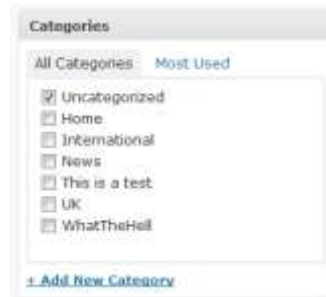 Categories
All Categories Most Used
Uncategorized
Home
International
News
This is a test
UK
WhatTheHell
+ Add New Category